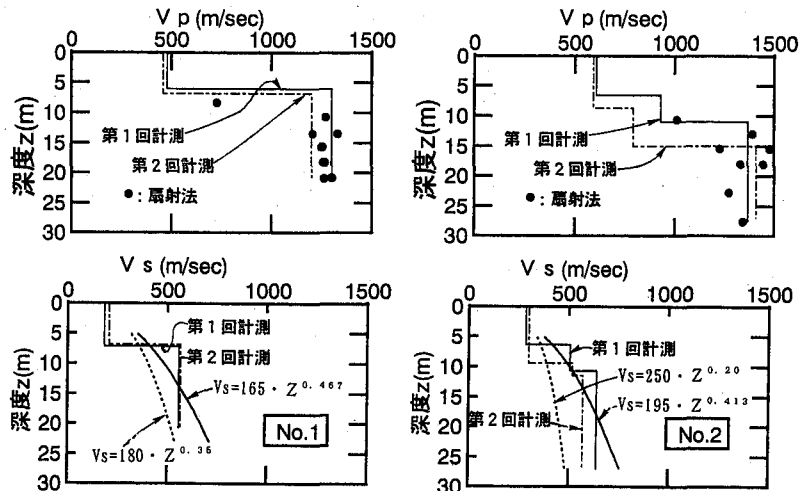 V p (m/sec)
0 500 1000 1500
0
5
10
15
20
25
30
深度z(m)
第1回計測
第2回計測
●: 扇射法
V p (m/sec)
0 500 1000 1500
0
5
10
15
20
25
30
深度z(m)
第1回計測
第2回計測
●: 扇射法
V s (m/sec)
0 500 1000 1500
0
5
10
15
20
25
30
深度z(m)
第1回計測
第2回計測
Vs=165・Z^0.467
Vs=180・Z^0.36
No.1
V s (m/sec)
0 500 1000 1500
0
5
10
15
20
25
30
深度z(m)
第1回計測
Vs=250・Z^0.20
Vs=195・Z^0.413
第2回計測
No.2